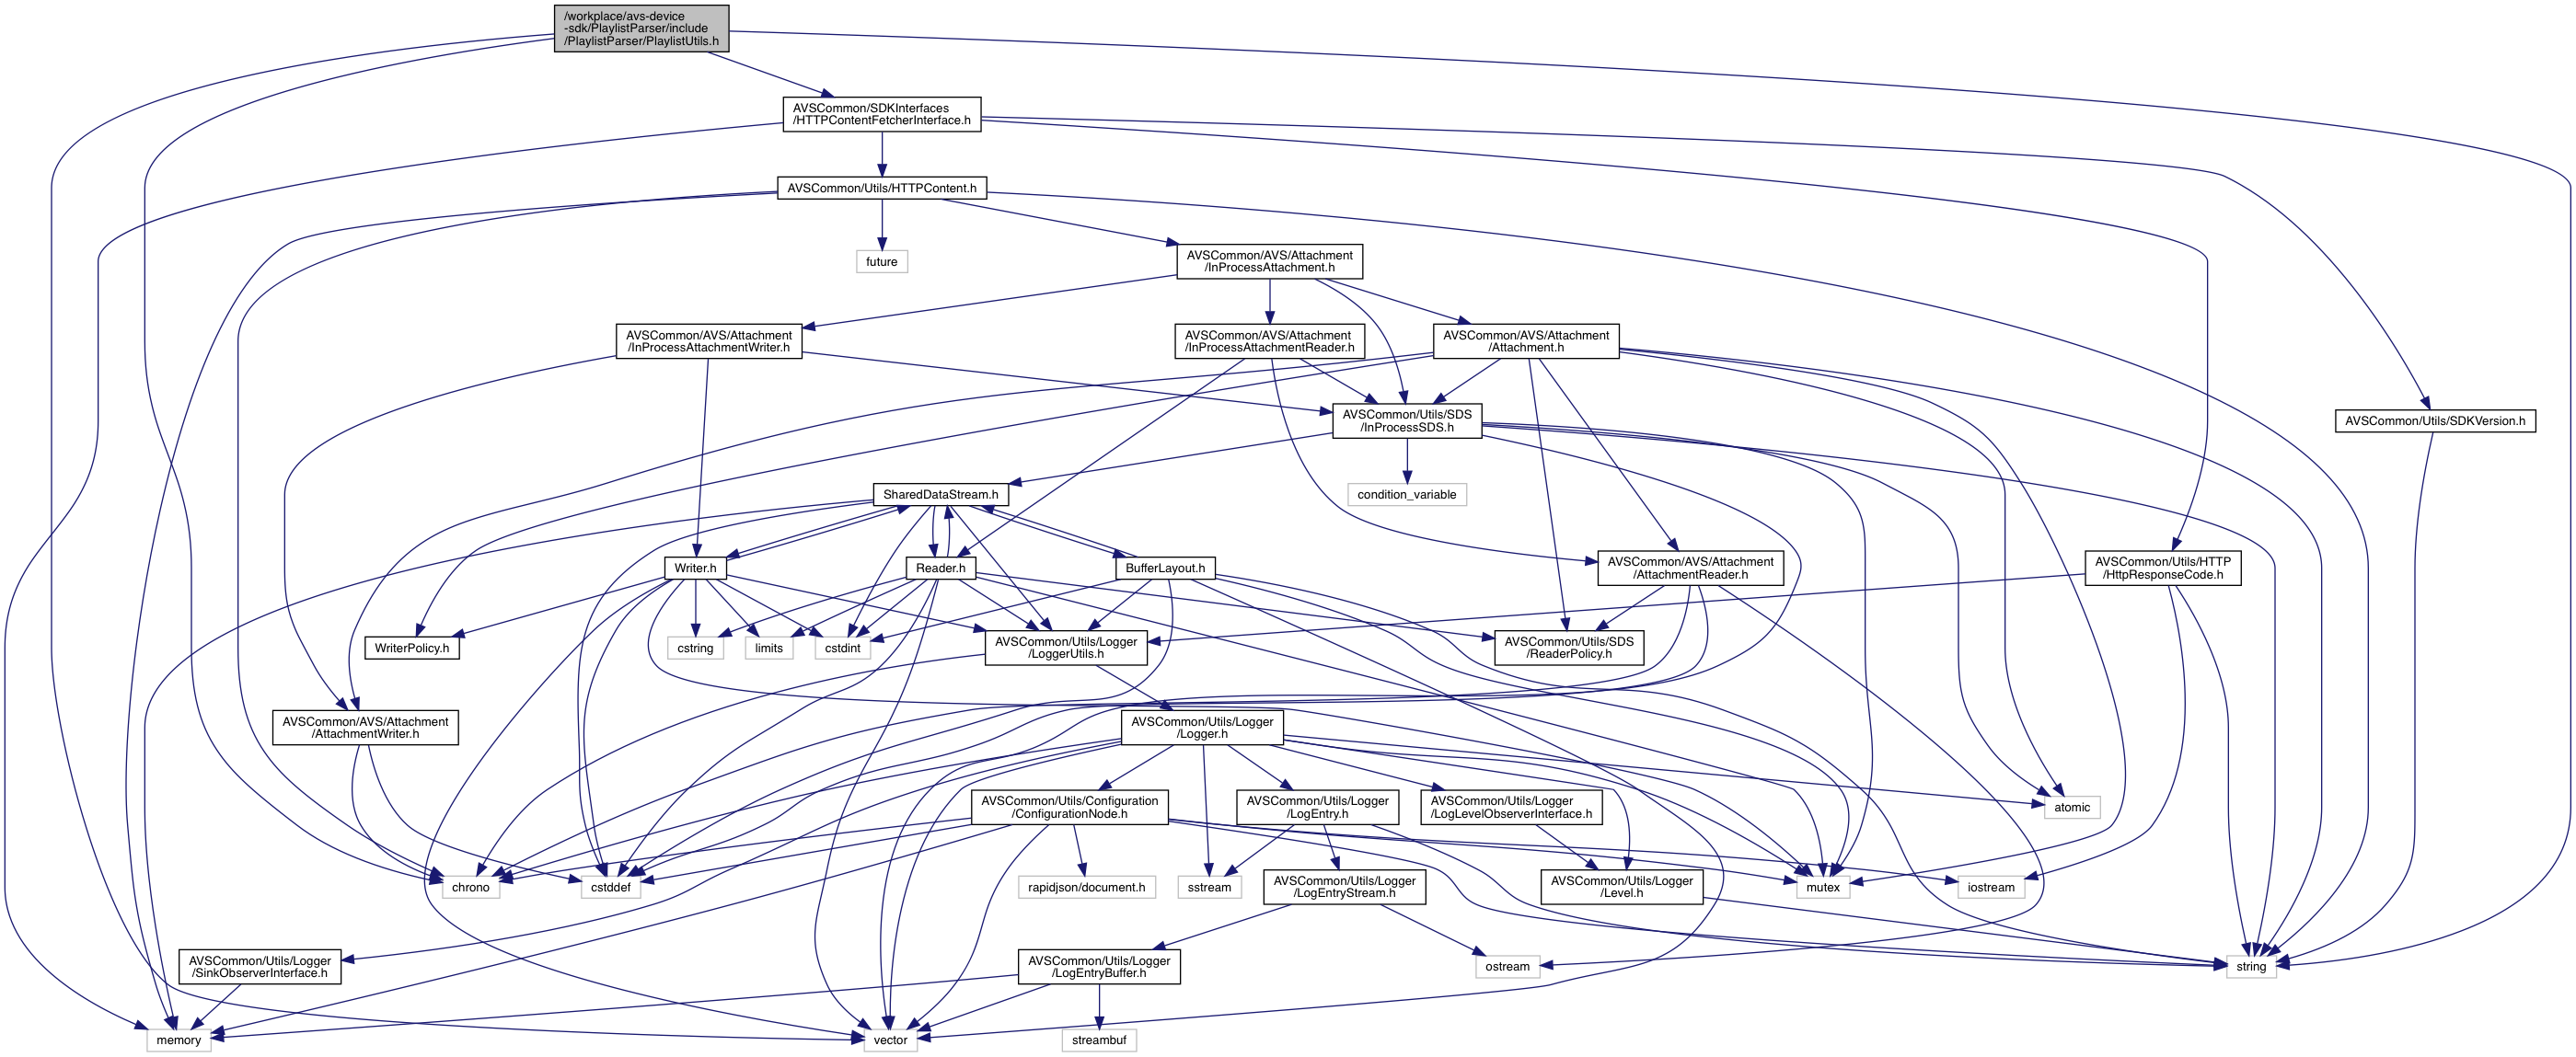 /workplace/avs-device
-sdk/PlaylistParser/include
/PlaylistParser/PlaylistUtils.h
AVSCommon/SDKInterfaces
/HTTPContentFetcherInterface.h
AVSCommon/Utils/HTTPContent.h
future
AVSCommon/AVS/Attachment
/InProcessAttachment.h
AVSCommon/AVS/Attachment
/InProcessAttachmentWriter.h
AVSCommon/AVS/Attachment
/InProcessAttachmentReader.h
AVSCommon/AVS/Attachment
/Attachment.h
AVSCommon/Utils/SDS
/InProcessSDS.h
AVSCommon/Utils/SDKVersion.h
SharedDataStream.h
condition_variable
Writer.h
Reader.h
BufferLayout.h
AVSCommon/AVS/Attachment
/AttachmentReader.h
AVSCommon/Utils/HTTP
/HttpResponseCode.h
WriterPolicy.h
cstring
limits
cstdint
AVSCommon/Utils/Logger
/LoggerUtils.h
AVSCommon/Utils/SDS
/ReaderPolicy.h
AVSCommon/AVS/Attachment
/AttachmentWriter.h
AVSCommon/Utils/Logger
/Logger.h
AVSCommon/Utils/Configuration
/ConfigurationNode.h
AVSCommon/Utils/Logger
/LogEntry.h
AVSCommon/Utils/Logger
/LogLevelObserverInterface.h
atomic
chrono
cstddef
rapidjson/document.h
sstream
AVSCommon/Utils/Logger
/LogEntryStream.h
AVSCommon/Utils/Logger
/Level.h
mutex
iostream
AVSCommon/Utils/Logger
/SinkObserverInterface.h
AVSCommon/Utils/Logger
/LogEntryBuffer.h
ostream
string
memory
vector
streambuf